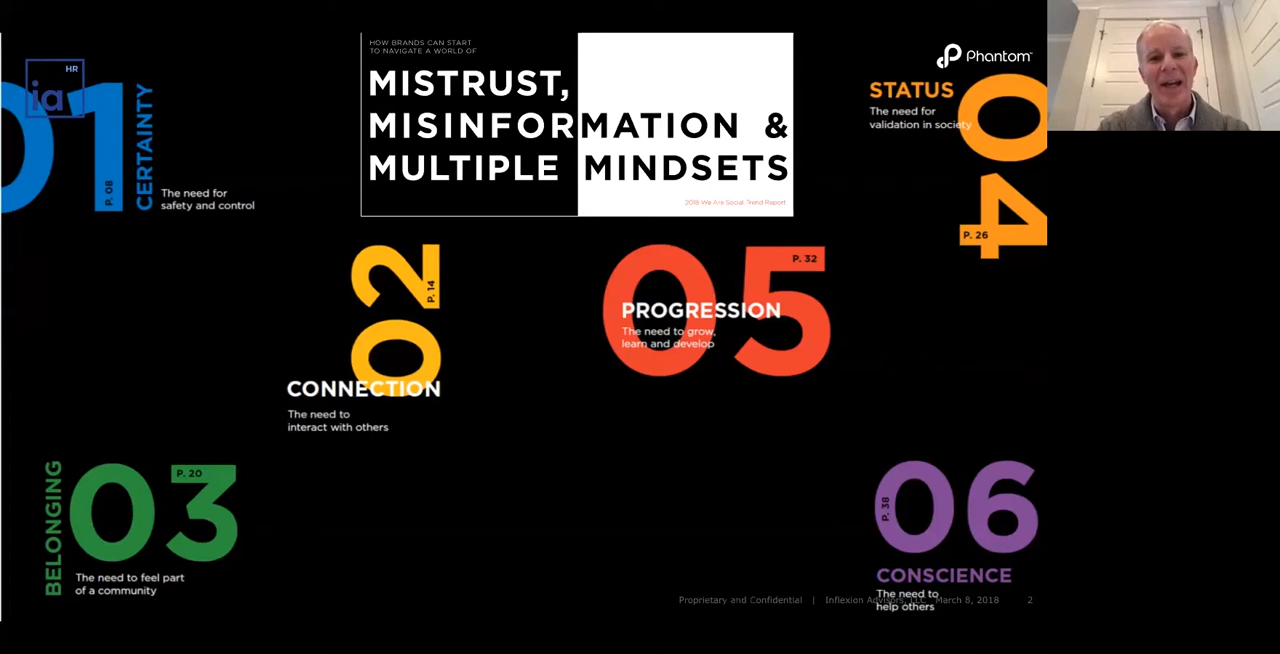 HOW BRANDS CAN START
TO NAVIGATE A WORLD OF
MISTRUST,
MISINFORMATION &
MULTIPLE MINDSETS
2018 We Are Social Trend Report
HR
ia
Phantom™
01
P. 08
CERTAINTY
The need for
safety and control
02
P. 14
CONNECTION
The need to
interact with others
03
P. 20
BELONGING
The need to feel part
of a community
04
P. 26
STATUS
The need for
validation in society
05
P. 32
PROGRESSION
The need to grow,
learn and develop
06
P. 38
CONSCIENCE
The need to
help others
Proprietary and Confidential | Inflexion Advisors, LLC March 8, 2018 2